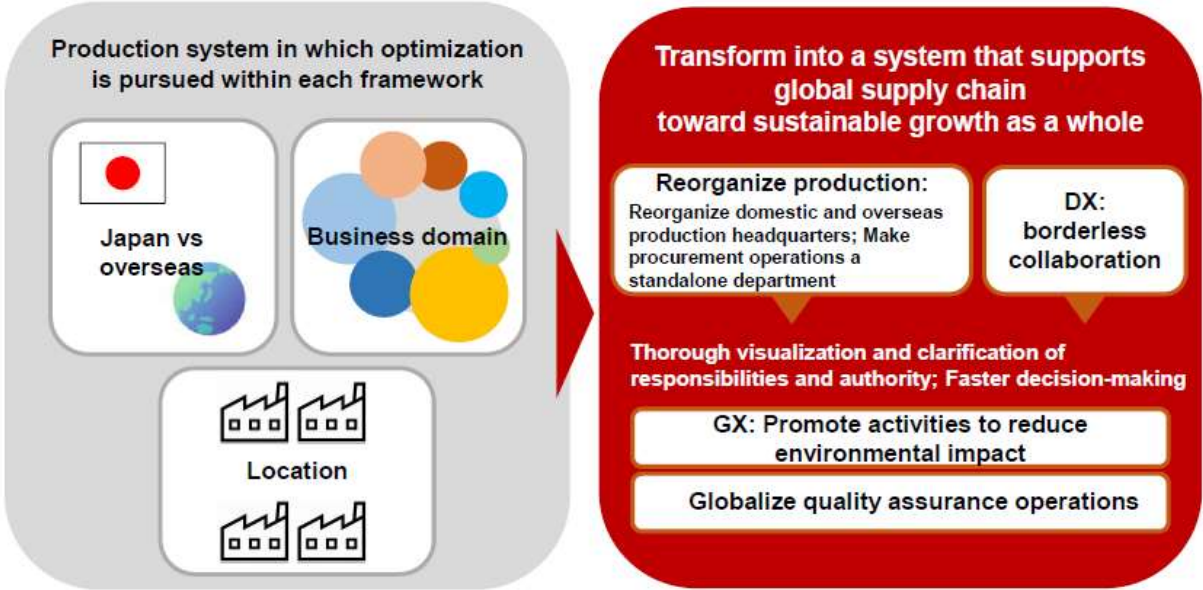 Production system in which optimization
is pursued within each framework
Japan vs
overseas
Business domain
Location
Transform into a system that supports
global supply chain
toward sustainable growth as a whole
Reorganize production:
Reorganize domestic and overseas
production headquarters; Make
procurement operations a
standalone department
DX:
borderless
collaboration
Thorough visualization and clarification of
responsibilities and authority; Faster decision-making
GX: Promote activities to reduce
environmental impact
Globalize quality assurance operations